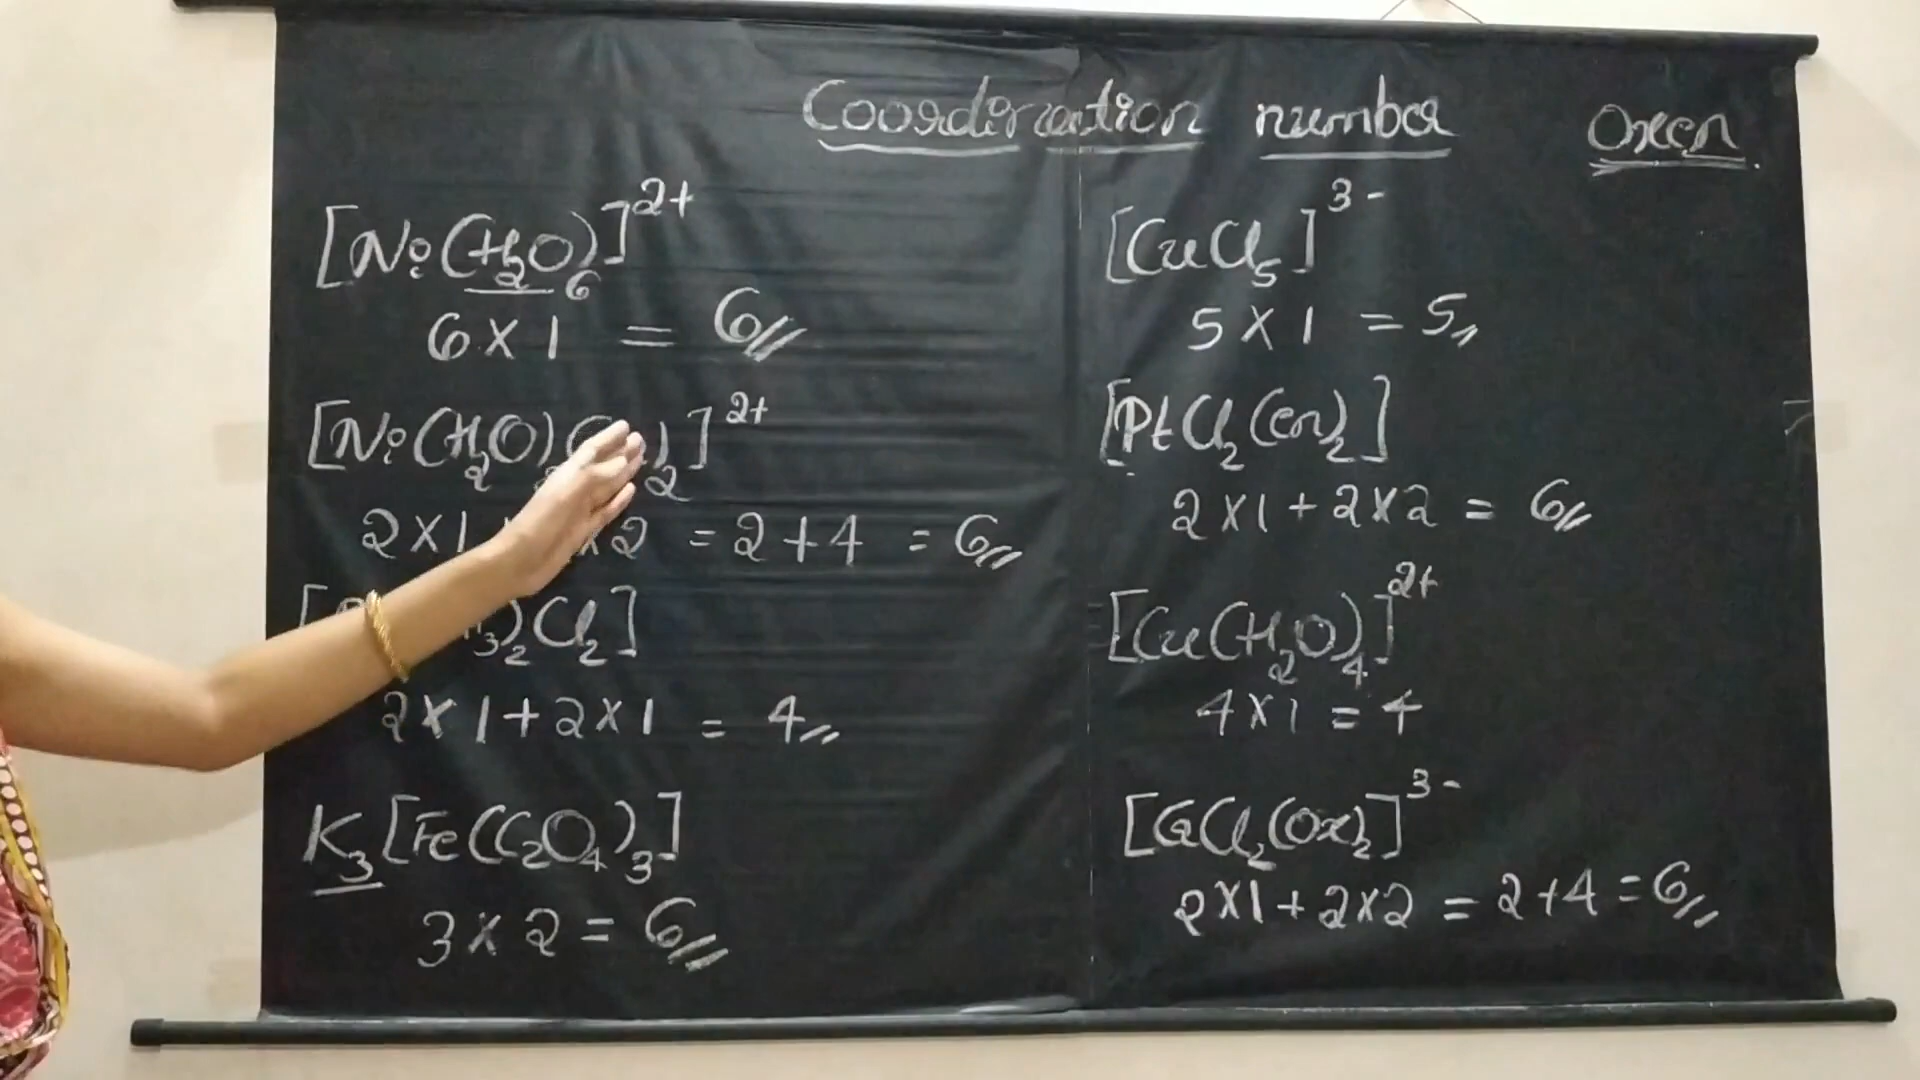 Coordination number Oxen
[Ni(H2O)6]2+
6 X 1 = 6//
[Ni(H2O)2( )2]2+
2 X 1 + X 2 = 2 + 4 = 6//
[ 3)2Cl2]
2 X 1 + 2 X 1 = 4//
K3[Fe(C2O4)3]
3 X 2 = 6//
[CuCl5]3-
5 X 1 = 5//
[PtCl2(en)2]
2 X 1 + 2 X 2 = 6//
[Cu(H2O)4]2+
4 X 1 = 4
[CrCl2(Ox)2]3-
2 X 1 + 2 X 2 = 2 + 4 = 6//